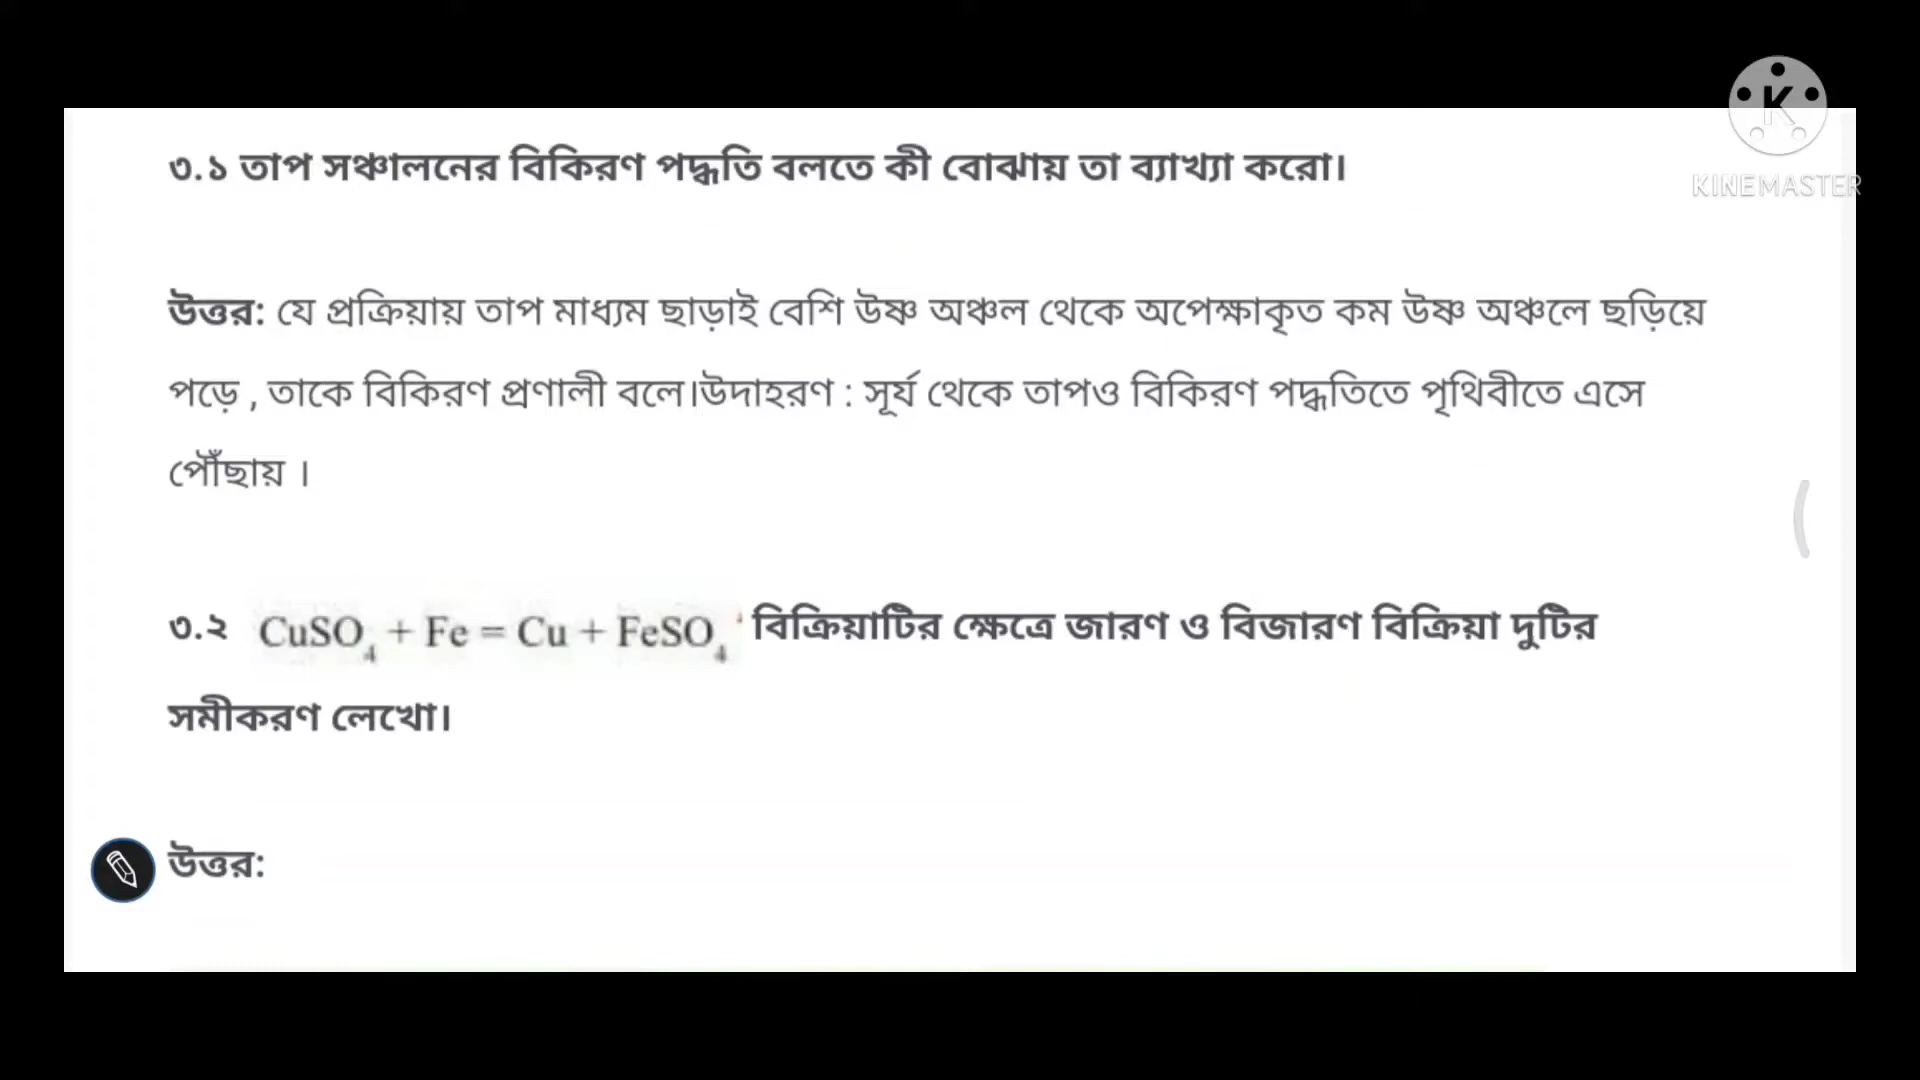 K
KINEMASTER
৩.১ তাপ সঞ্চালনের বিকিরণ পদ্ধতি বলতে কী বোঝায় তা ব্যাখ্যা করো।
উত্তর: যে প্রক্রিয়ায় তাপ মাধ্যম ছাড়াই বেশি উষ্ণ অঞ্চল থেকে অপেক্ষাকৃত কম উষ্ণ অঞ্চলে ছড়িয়ে
পড়ে , তাকে বিকিরণ প্রণালী বলে।উদাহরণ : সূর্য থেকে তাপও বিকিরণ পদ্ধতিতে পৃথিবীতে এসে
পৌঁছায় ।
৩.২ CuSO₄ + Fe = Cu + FeSO₄ বিক্রিয়াটির ক্ষেত্রে জারণ ও বিজারণ বিক্রিয়া দুটির
সমীকরণ লেখো।
উত্তর: